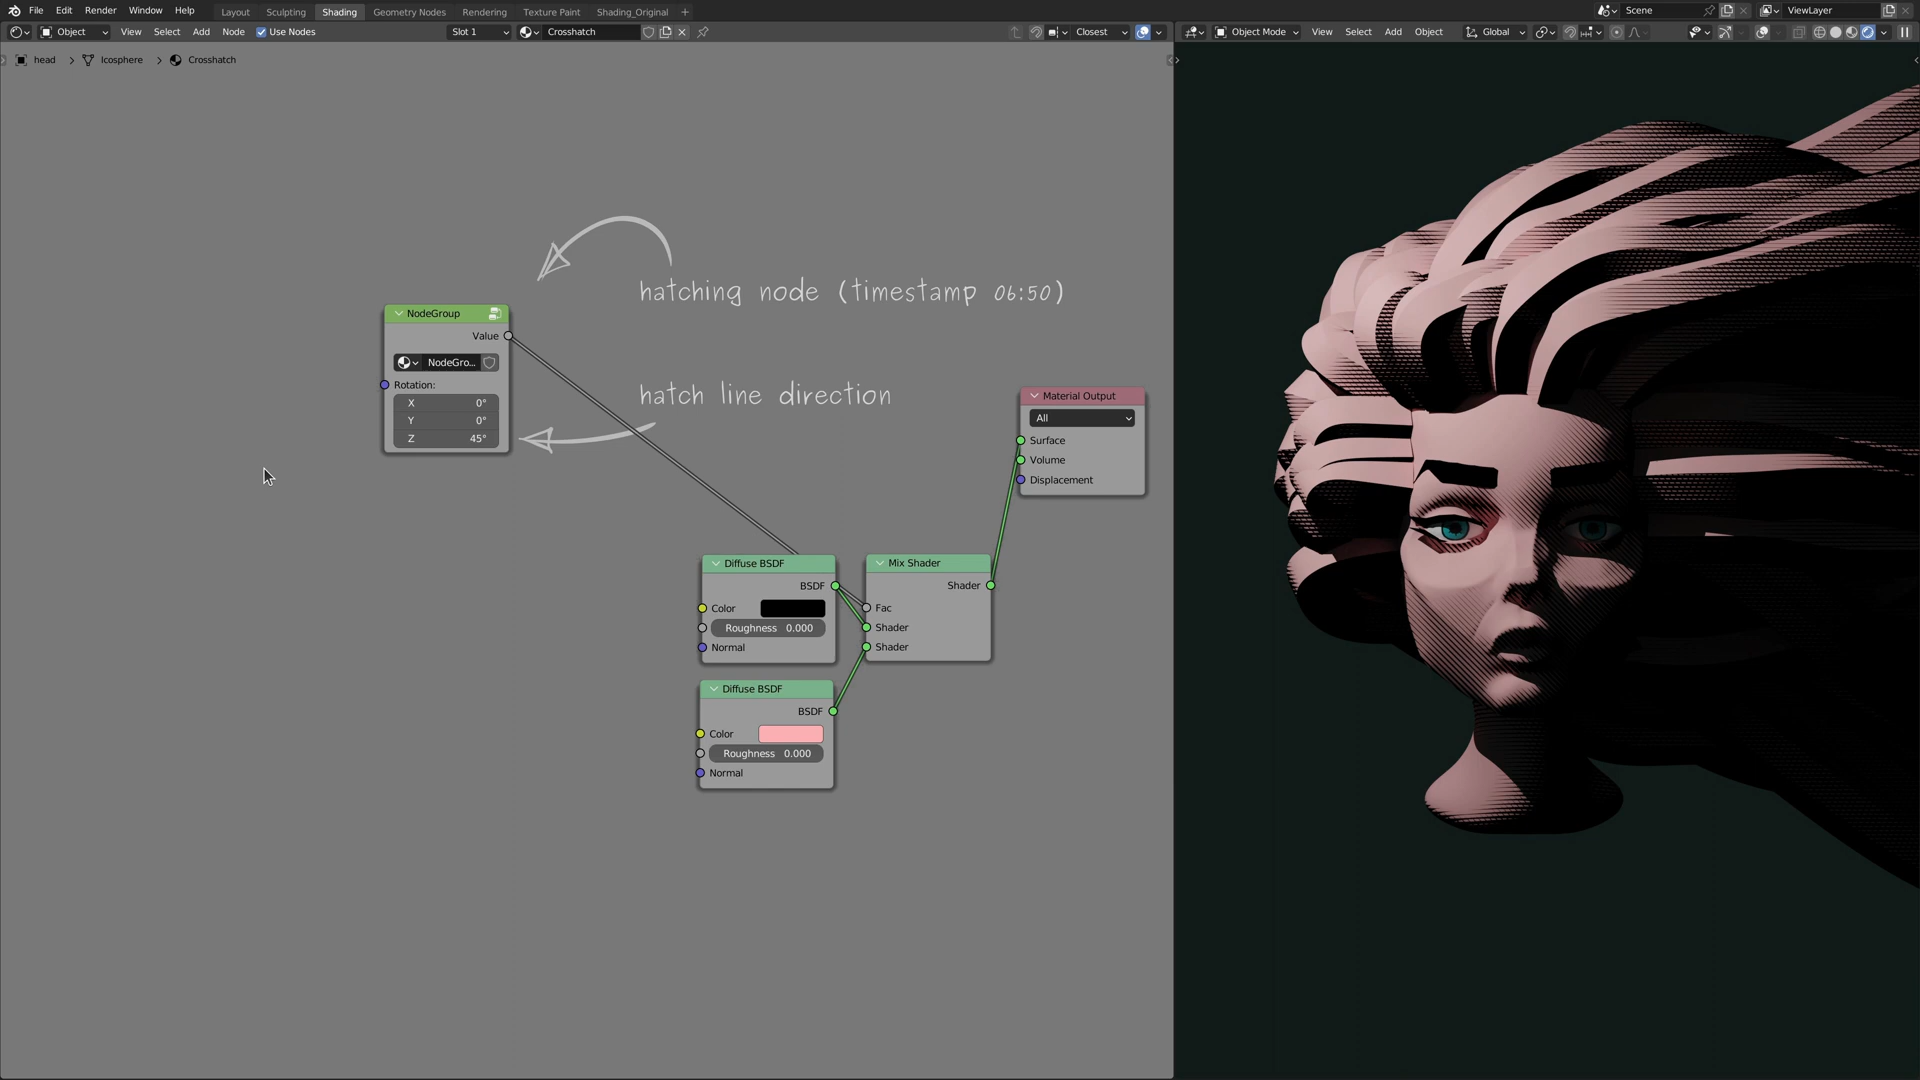 File Edit Render Window Help Layout Sculpting Shading Geometry Nodes Rendering Texture Paint Shading_Original + Scene ViewLayer
Object View Select Add Node Use Nodes Slot 1 Crosshatch Closest Object Mode View Select Add Object Global
head > Icosphere > Crosshatch
hatching node (timestamp 06:50)
NodeGroup
Value
NodeGro...
Rotation:
X 0°
Y 0°
Z 45°
hatch line direction
Material Output
All
Surface
Volume
Displacement
Diffuse BSDF
BSDF
Color
Roughness 0.000
Normal
Mix Shader
Shader
Fac
Shader
Shader
Diffuse BSDF
BSDF
Color
Roughness 0.000
Normal